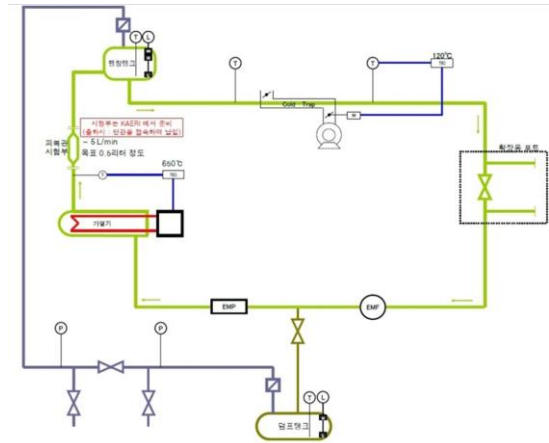 T
L
팽창탱크
T
T
120℃
TIC
Cold Trap
M
시험부는 KAERI 에서 준비
(출하시 : 단관을 접속하여 납입)
피복관
시험부
~ 5 L/min
목표 0.6리터 정도
확장용 포트
650℃
T
TIC
가열기
EMP
EMF
P
P
T
L
덤프탱크